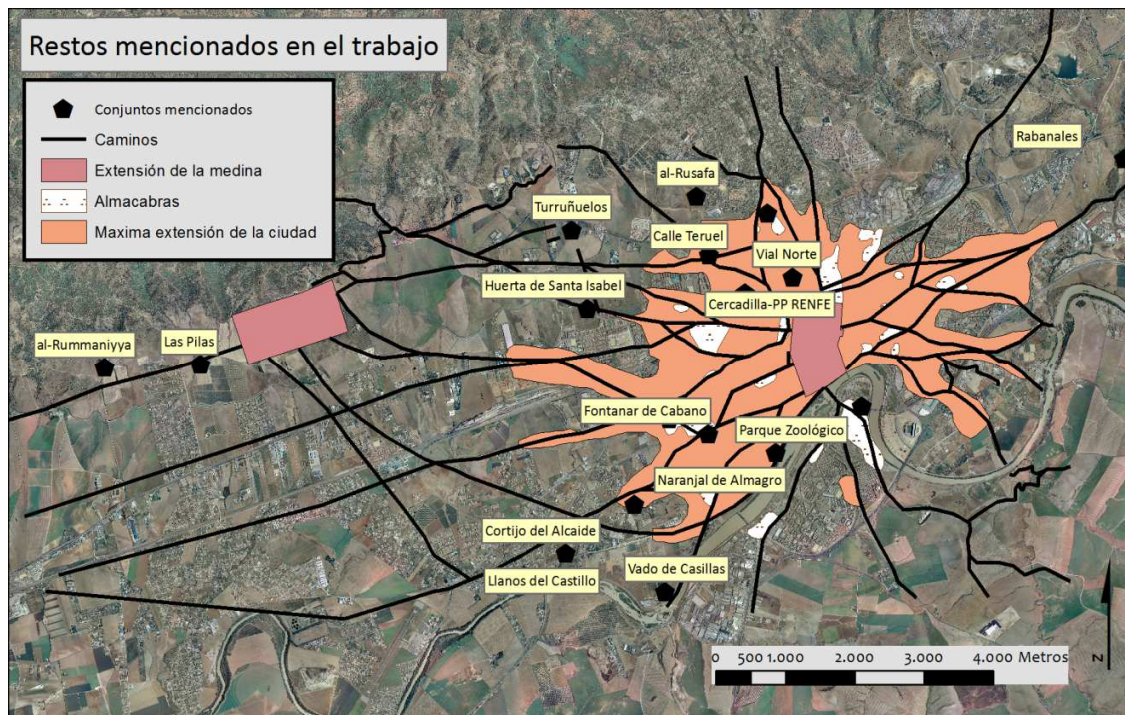 Restos mencionados en el trabajo
Conjuntos mencionados
Caminos
Extensión de la medina
Almacabras
Maxima extensión de la ciudad
Rabanales
al-Rusafa
Turruñuelos
Calle Teruel
Vial Norte
Huerta de Santa Isabel
Cercadilla-PP RENFE
al-Rummaniyya
Las Pilas
Fontanar de Cabano
Parque Zoológico
Naranjal de Almagro
Cortijo del Alcaide
Llanos del Castillo
Vado de Casillas
0 500 1.000 2.000 3.000 4.000 Metros
N